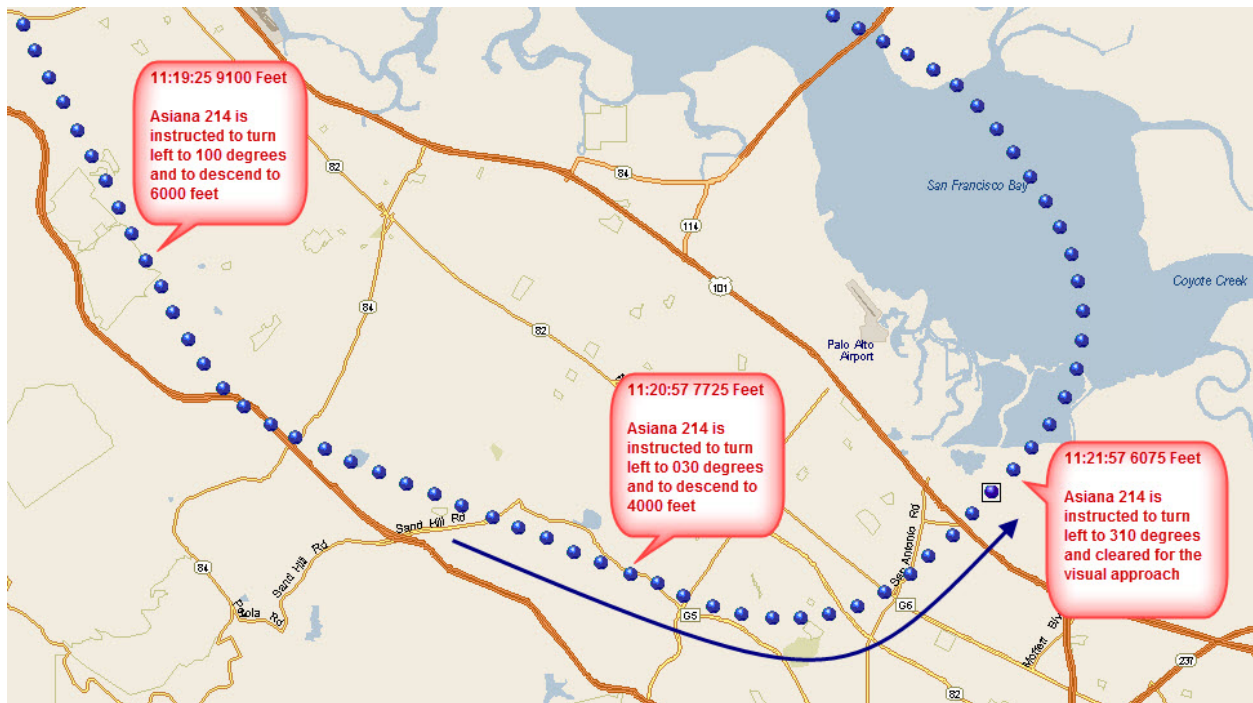 11:19:25 9100 Feet
Asiana 214 is
instructed to turn
left to 100 degrees
and to descend to
6000 feet
82
84
114
San Francisco Bay
101
Coyote Creek
84
82
Palo Alto
Airport
11:20:57 7725 Feet
Asiana 214 is
instructed to turn
left to 030 degrees
and to descend to
4000 feet
11:21:57 6075 Feet
Asiana 214 is
instructed to turn
left to 310 degrees
and cleared for the
visual approach
Sand Hill Rd
San Antonio Rd
Sand Hill Rd
84
Rd
G5
G6
Moffett Blv
237
82